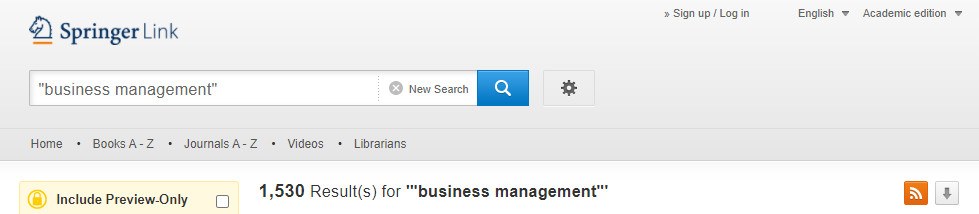 » Sign up / Log in English Academic edition
Springer Link
"business management" New Search
Home • Books A - Z • Journals A - Z • Videos • Librarians
Include Preview-Only
1,530 Result(s) for '"business management"'